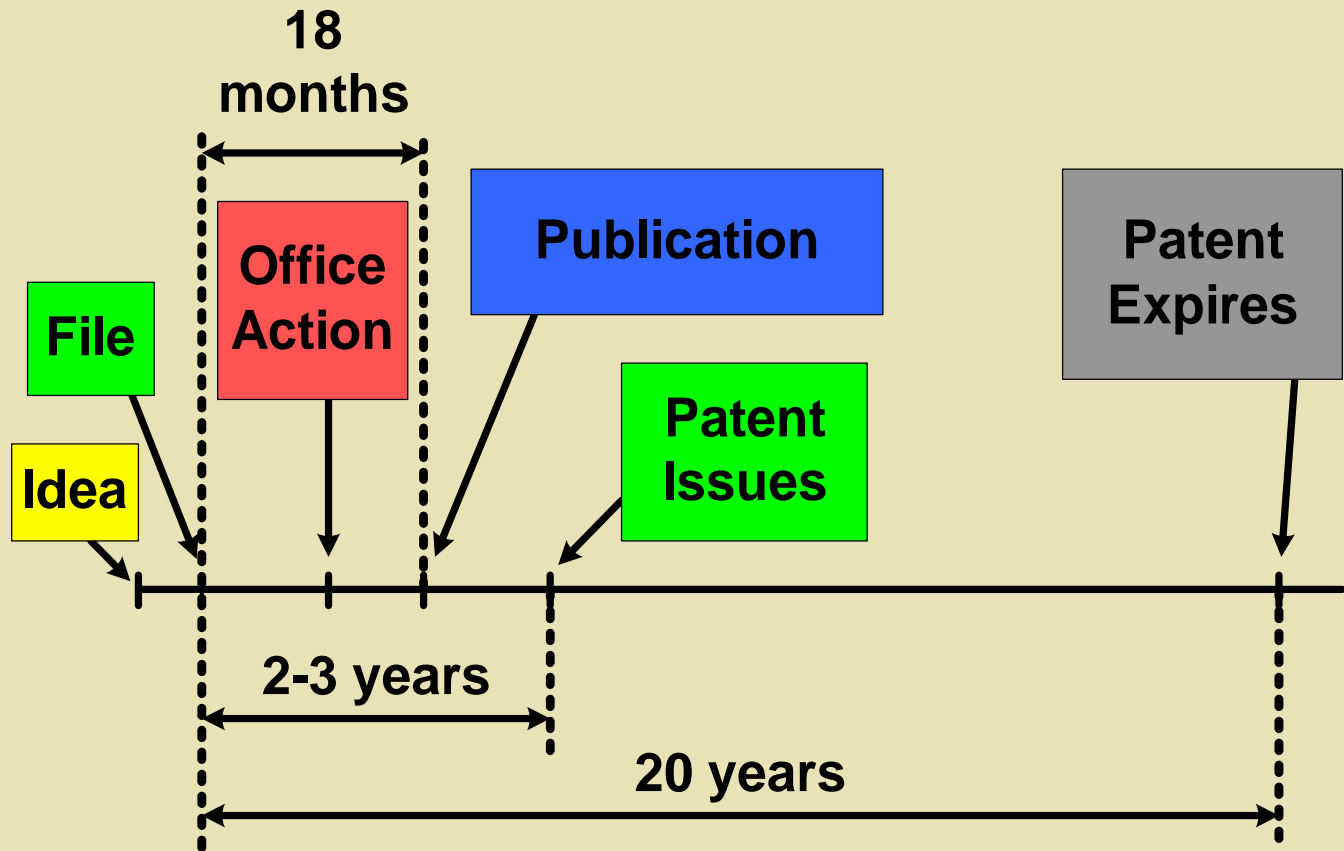 18
months
Office
Action
Publication
Patent
Expires
File
Patent
Issues
Idea
2-3 years
20 years